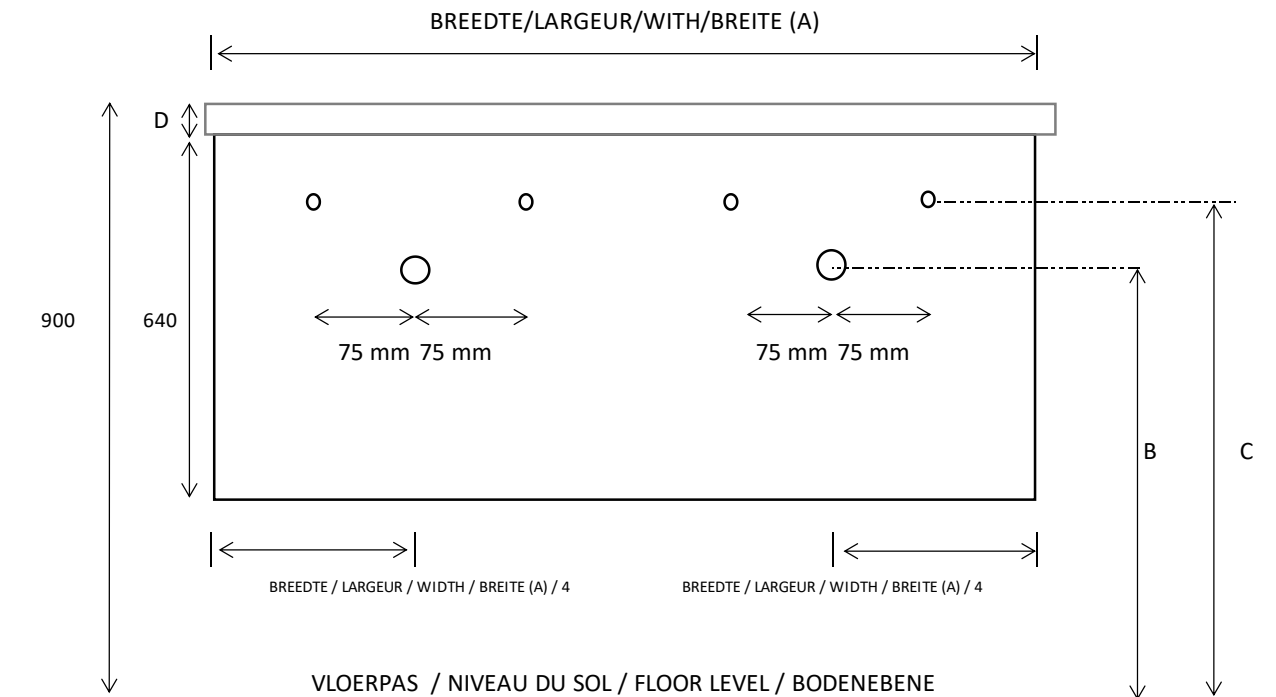 BREEDTE/LARGEUR/WITH/BREITE (A)
D
900
640
75 mm 75 mm
75 mm 75 mm
B
C
BREEDTE / LARGEUR / WIDTH / BREITE (A) / 4
BREEDTE / LARGEUR / WIDTH / BREITE (A) / 4
VLOERPAS / NIVEAU DU SOL / FLOOR LEVEL / BODENEBENE